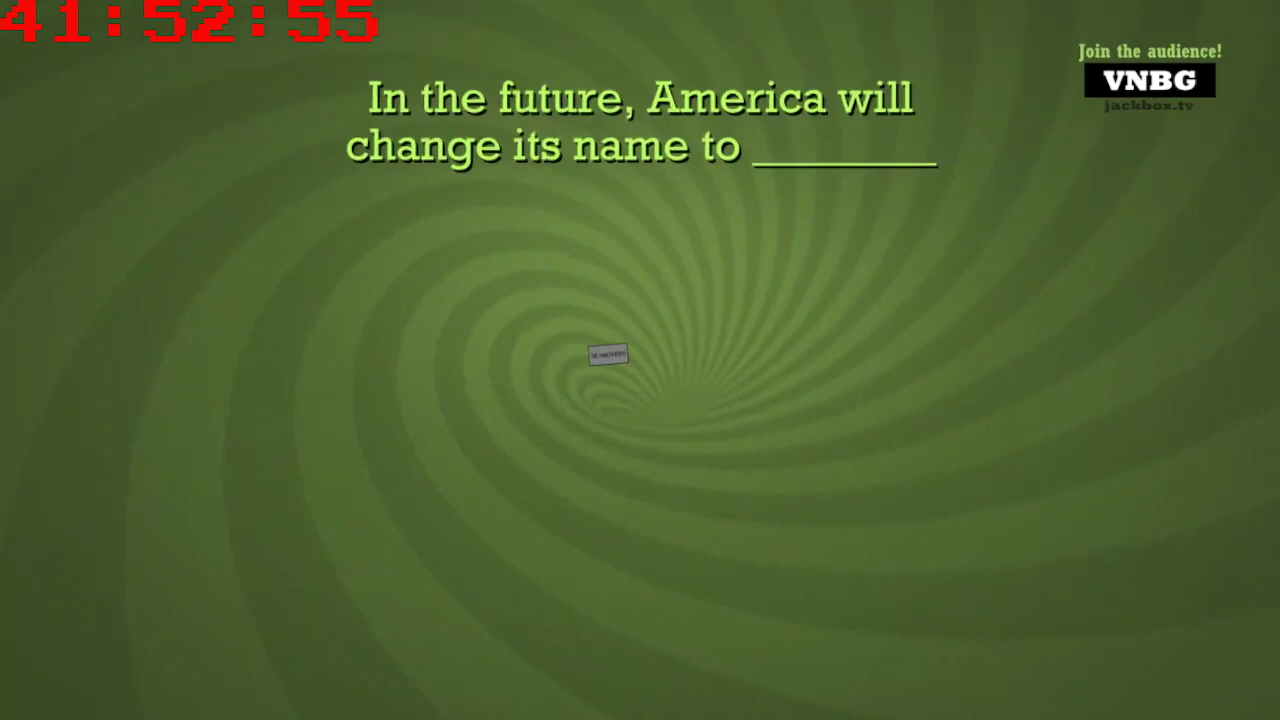 41:52:55
Join the audience!
VNBG
jackbox.tv
In the future, America will
change its name to ________